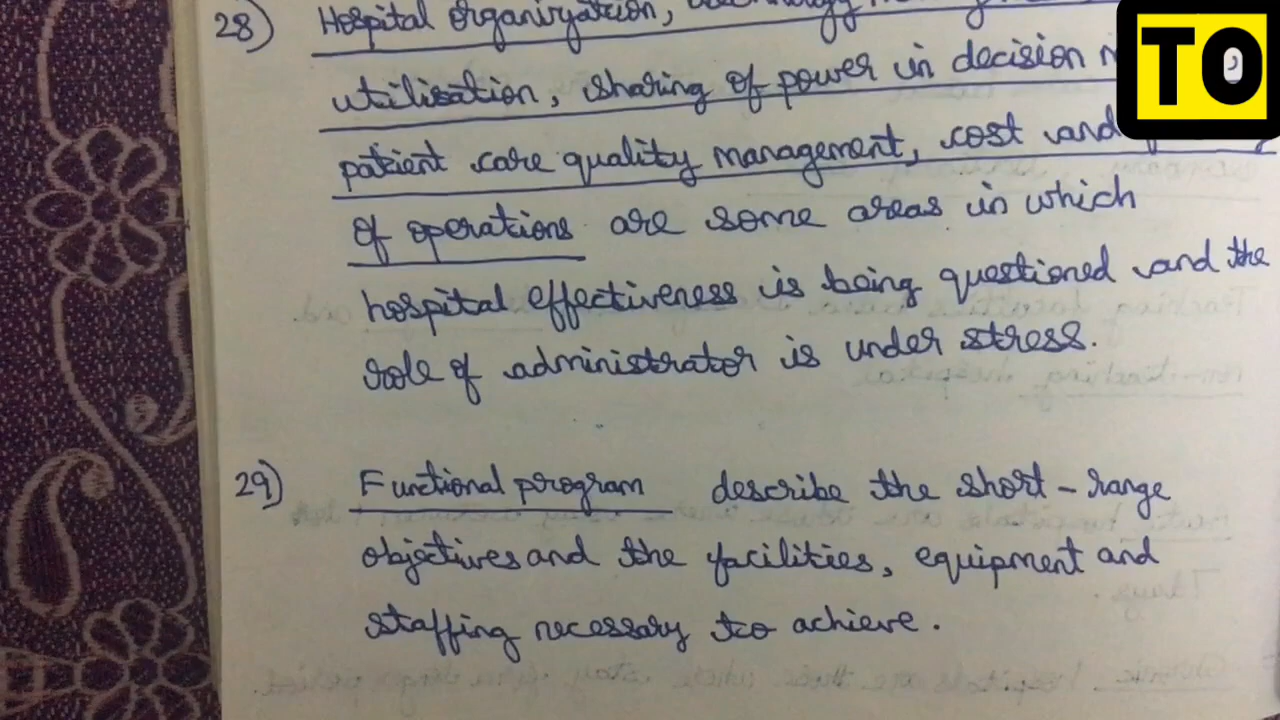 28) Hospital organization,
utilisation, sharing of power in decision
patient care quality management, cost and
of operations are some areas in which
hospital effectiveness is being questioned and the
role of administrator is under stress.
29) Functional program describe the short-range
objectives and the facilities, equipment and
staffing necessary to achieve.
TO